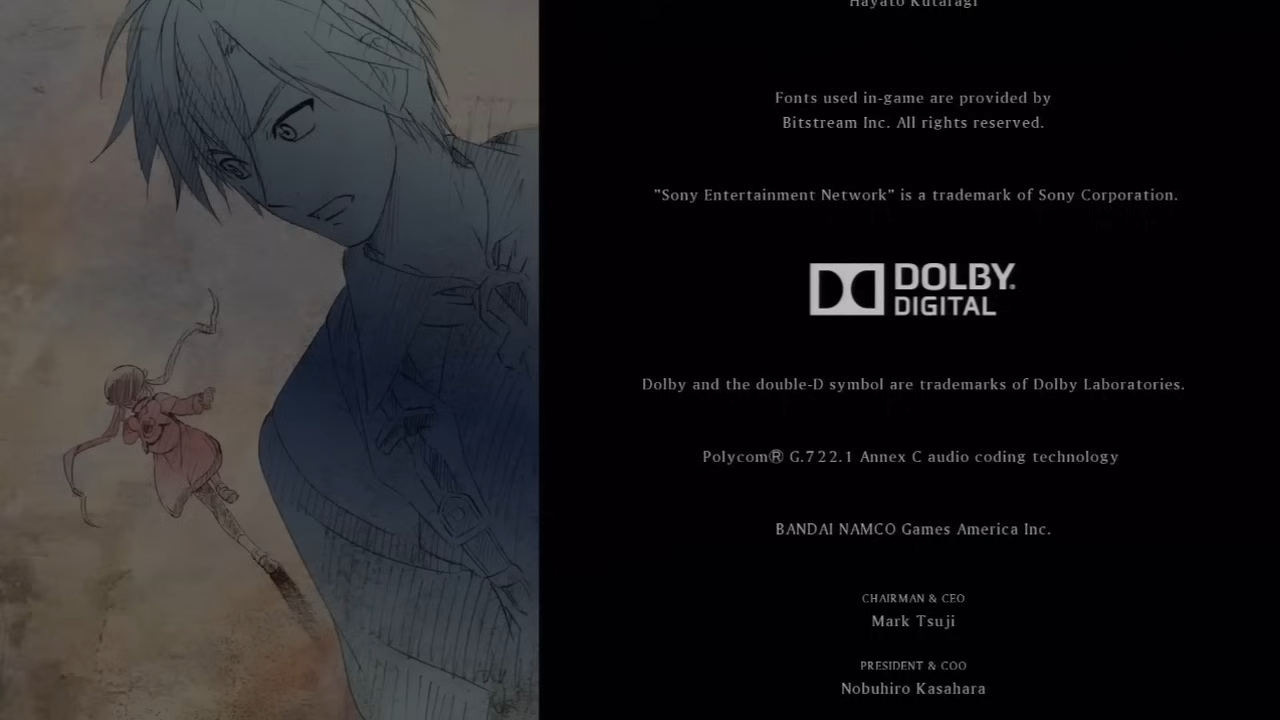 Hayato Kutaragi
Fonts used in-game are provided by
Bitstream Inc. All rights reserved.
"Sony Entertainment Network" is a trademark of Sony Corporation.
DOLBY®
DIGITAL
Dolby and the double-D symbol are trademarks of Dolby Laboratories.
Polycom® G.722.1 Annex C audio coding technology
BANDAI NAMCO Games America Inc.
CHAIRMAN & CEO
Mark Tsuji
PRESIDENT & COO
Nobuhiro Kasahara